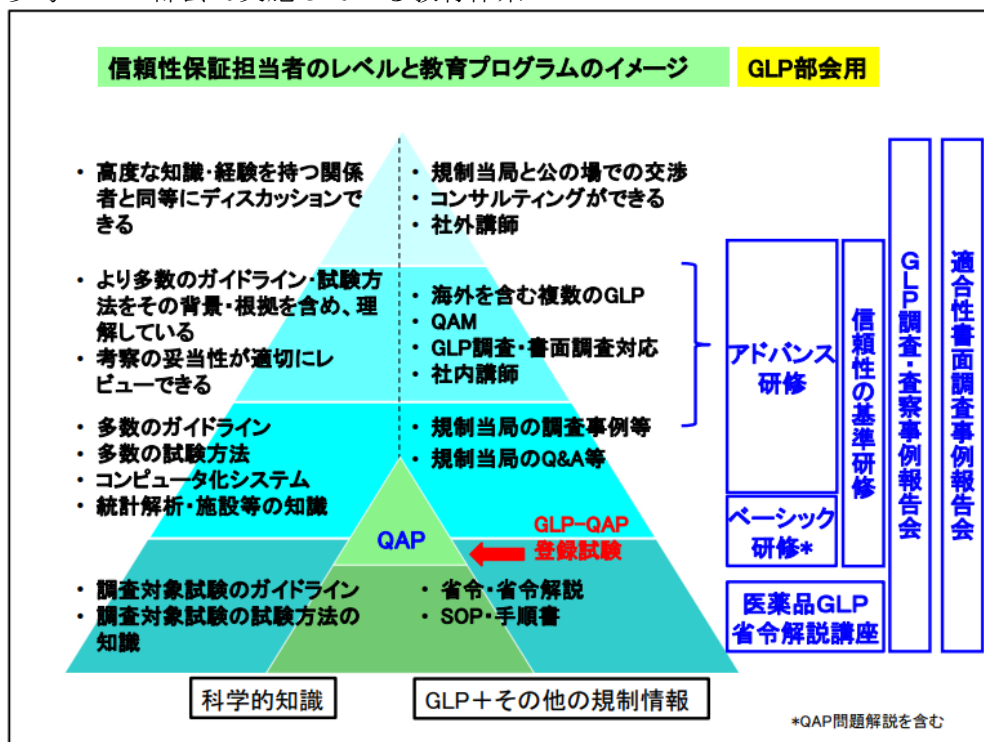 信頼性保証担当者のレベルと教育プログラムのイメージ
GLP部会用
・ 高度な知識・経験を持つ関係
者と同等にディスカッションで
きる
・ 規制当局と公の場での交渉
・ コンサルティングができる
・ 社外講師
・ より多数のガイドライン・試験方
法をその背景・根拠を含め、理
解している
・ 考察の妥当性が適切にレ
ビューできる
・ 海外を含む複数のGLP
・ QAM
・ GLP調査・書面調査対応
・ 社内講師
・ 多数のガイドライン
・ 多数の試験方法
・ コンピュータ化システム
・ 統計解析・施設等の知識
・ 規制当局の調査事例等
・ 規制当局のQ&A等
QAP
GLP-QAP
登録試験
・ 調査対象試験のガイドライン
・ 調査対象試験の試験方法の
知識
・ 省令・省令解説
・ SOP・手順書
科学的知識
GLP+その他の規制情報
アドバンス
研修
ベーシック
研修*
医薬品GLP
省令解説講座
信頼性の基準研修
GLP調査・査察事例報告会
適合性書面調査事例報告会
*QAP問題解説を含む